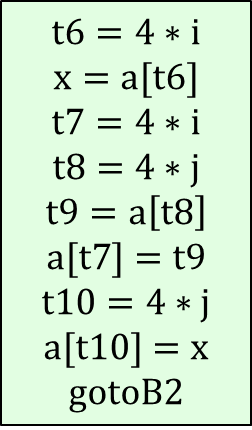 t6 = 4 ∗ i
x = a[t6]
t7 = 4 ∗ i
t8 = 4 ∗ j
t9 = a[t8]
a[t7] = t9
t10 = 4 ∗ j
a[t10] = x
gotoB2